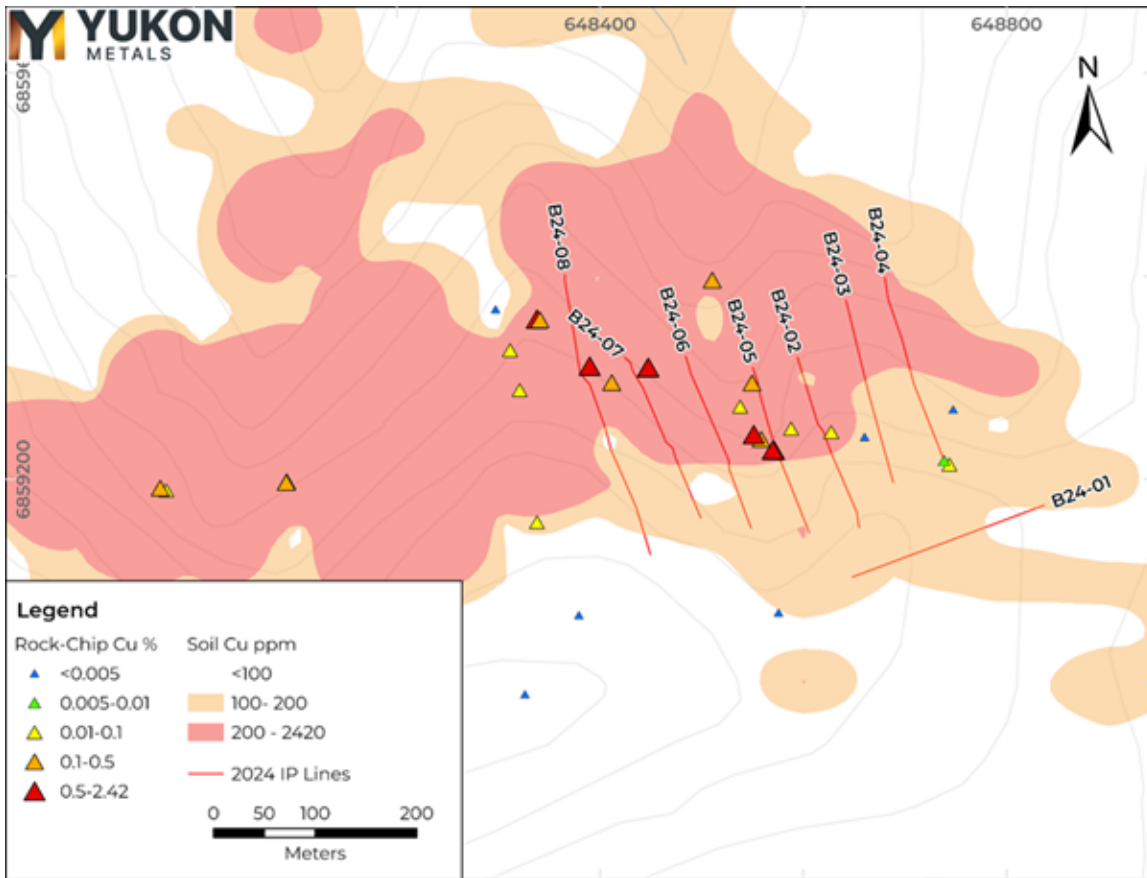 YUKON
METALS
648400
648800
6859
N
B24-08
B24-07
B24-06
B24-05
B24-02
B24-03
B24-04
B24-01
6859200
Legend
Rock-Chip Cu %
<0.005
0.005-0.01
0.01-0.1
0.1-0.5
0.5-2.42
Soil Cu ppm
<100
100- 200
200 - 2420
2024 IP Lines
0 50 100 200
Meters